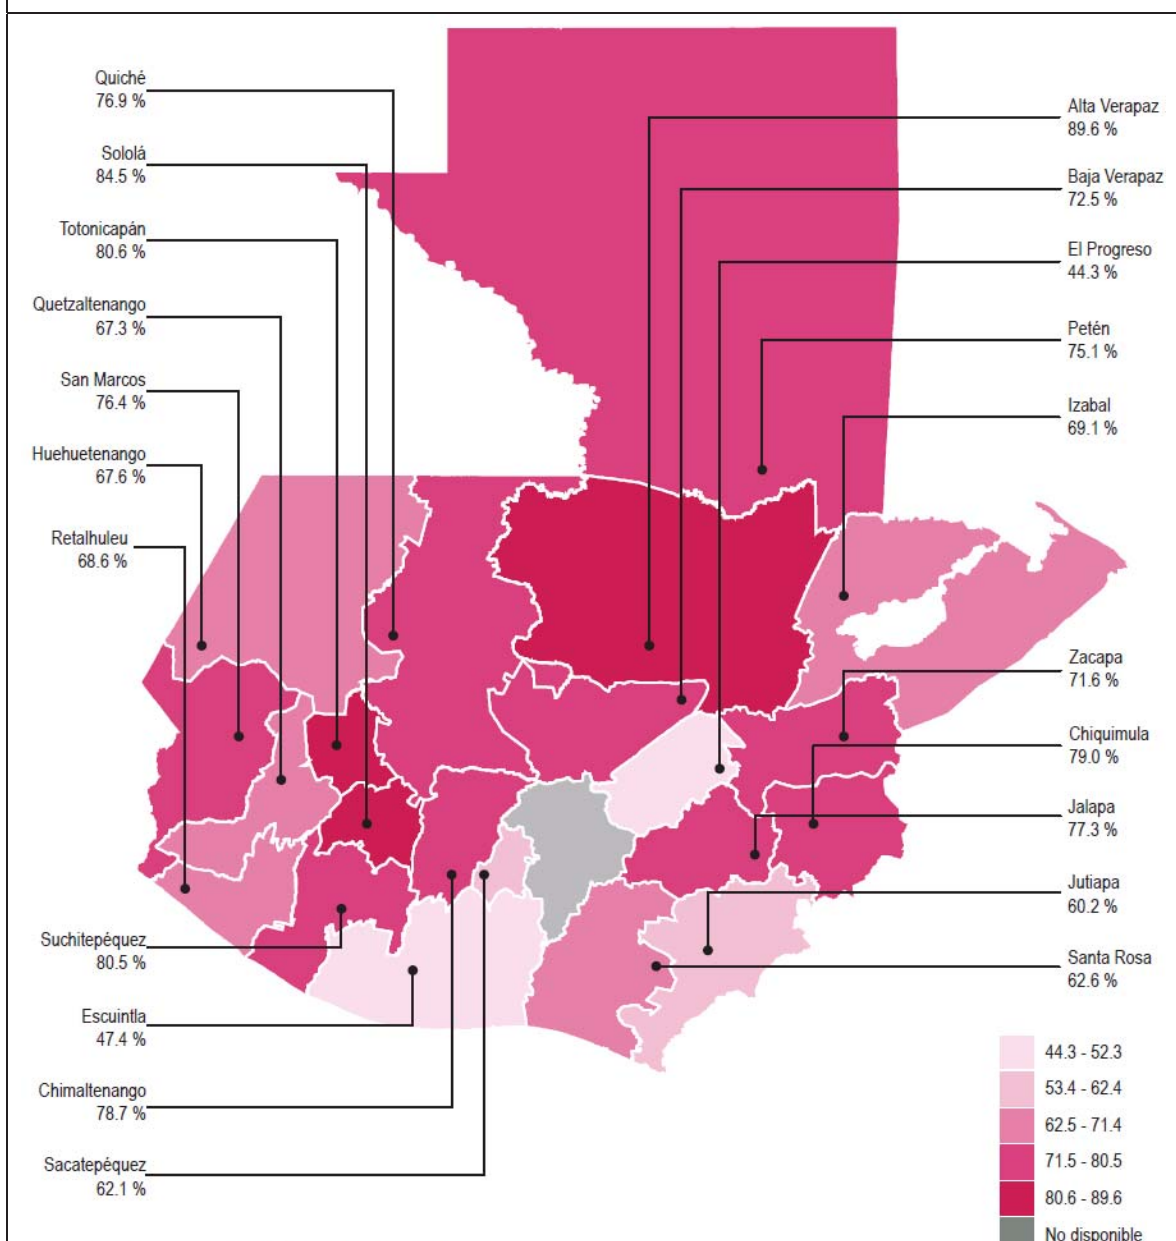 Quiché
76.9 %
Sololá
84.5 %
Totonicapán
80.6 %
Quetzaltenango
67.3 %
San Marcos
76.4 %
Huehuetenango
67.6 %
Retalhuleu
68.6 %
Suchitepéquez
80.5 %
Escuintla
47.4 %
Chimaltenango
78.7 %
Sacatepéquez
62.1 %
Alta Verapaz
89.6 %
Baja Verapaz
72.5 %
El Progreso
44.3 %
Petén
75.1 %
Izabal
69.1 %
Zacapa
71.6 %
Chiquimula
79.0 %
Jalapa
77.3 %
Jutiapa
60.2 %
Santa Rosa
62.6 %
44.3 - 52.3
53.4 - 62.4
62.5 - 71.4
71.5 - 80.5
80.6 - 89.6
No disponible